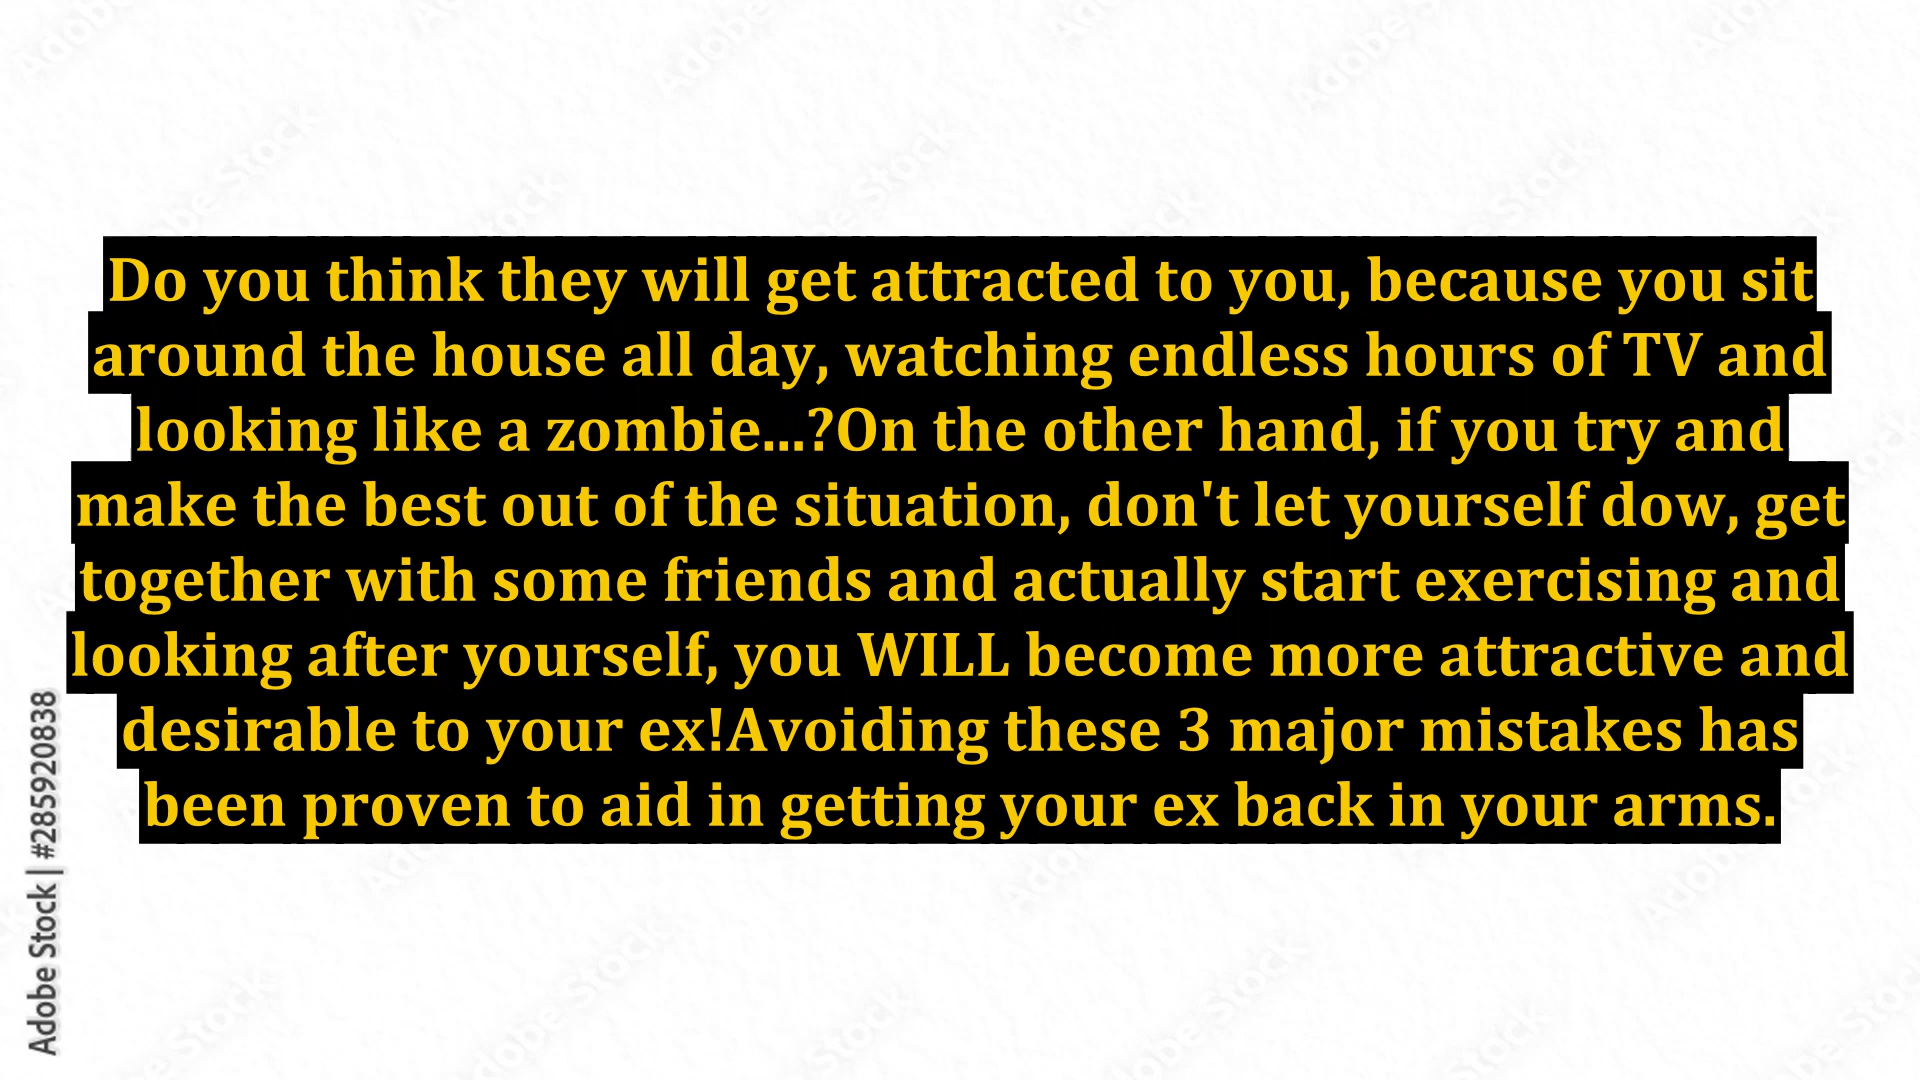 Do you think they will get attracted to you, because you sit
around the house all day, watching endless hours of TV and
looking like a zombie...?On the other hand, if you try and
make the best out of the situation, don't let yourself dow, get
together with some friends and actually start exercising and
looking after yourself, you WILL become more attractive and
desirable to your ex!Avoiding these 3 major mistakes has
been proven to aid in getting your ex back in your arms.
Adobe Stock | #285920838